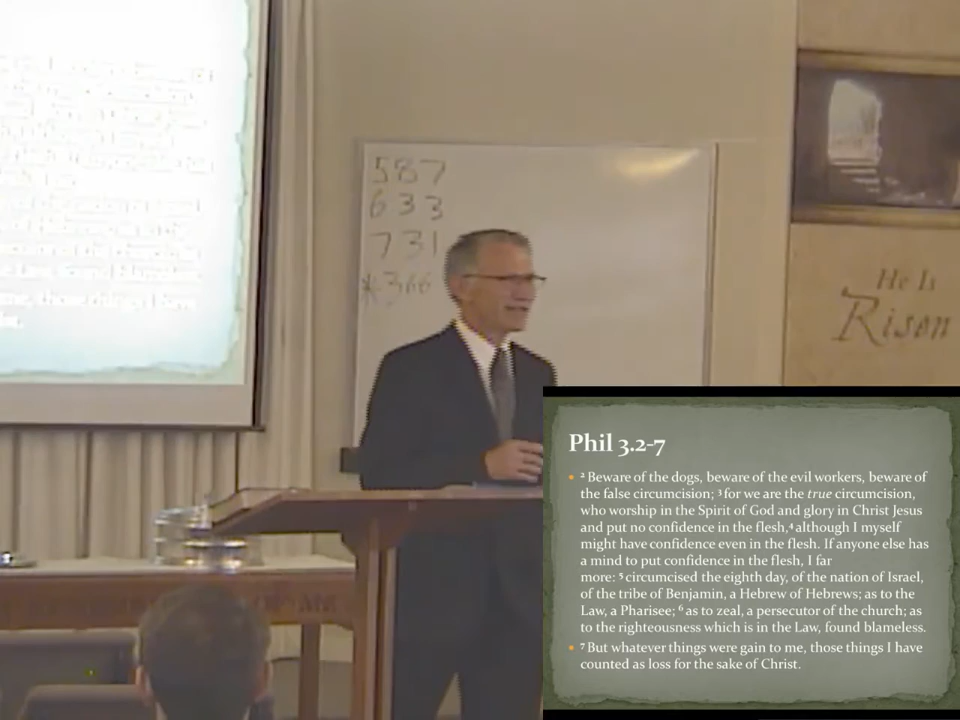 587
633
731
*366
He Is
Risen
Phil 3.2-7
• ² Beware of the dogs, beware of the evil workers, beware of
the false circumcision; ³ for we are the true circumcision,
who worship in the Spirit of God and glory in Christ Jesus
and put no confidence in the flesh,⁴ although I myself
might have confidence even in the flesh. If anyone else has
a mind to put confidence in the flesh, I far
more: ⁵ circumcised the eighth day, of the nation of Israel,
of the tribe of Benjamin, a Hebrew of Hebrews; as to the
Law, a Pharisee; ⁶ as to zeal, a persecutor of the church; as
to the righteousness which is in the Law, found blameless.
• ⁷ But whatever things were gain to me, those things I have
counted as loss for the sake of Christ.